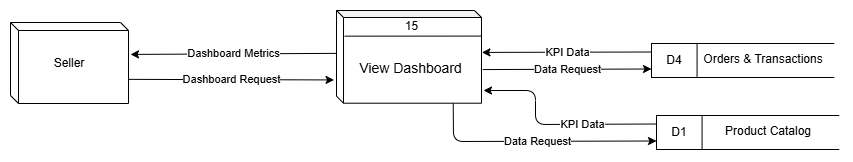 15
Seller
Dashboard Metrics
Dashboard Request
View Dashboard
KPI Data
Data Request
D4
Orders & Transactions
KPI Data
Data Request
D1
Product Catalog